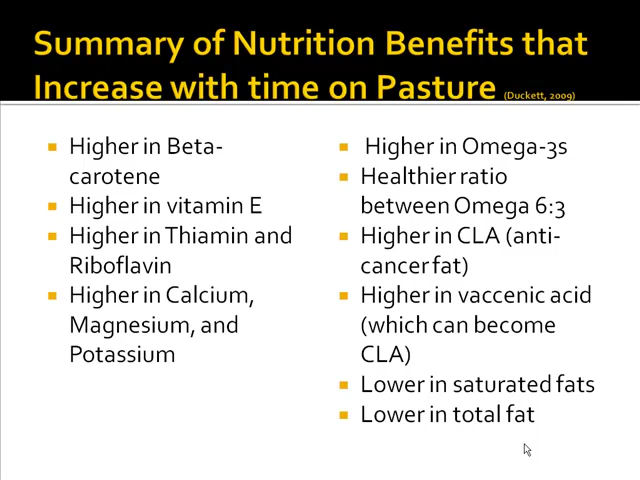 Summary of Nutrition Benefits that
Increase with time on Pasture (Duckett, 2009)
Higher in Beta-
carotene
Higher in vitamin E
Higher in Thiamin and
Riboflavin
Higher in Calcium,
Magnesium, and
Potassium
Higher in Omega-3s
Healthier ratio
between Omega 6:3
Higher in CLA (anti-
cancer fat)
Higher in vaccenic acid
(which can become
CLA)
Lower in saturated fats
Lower in total fat